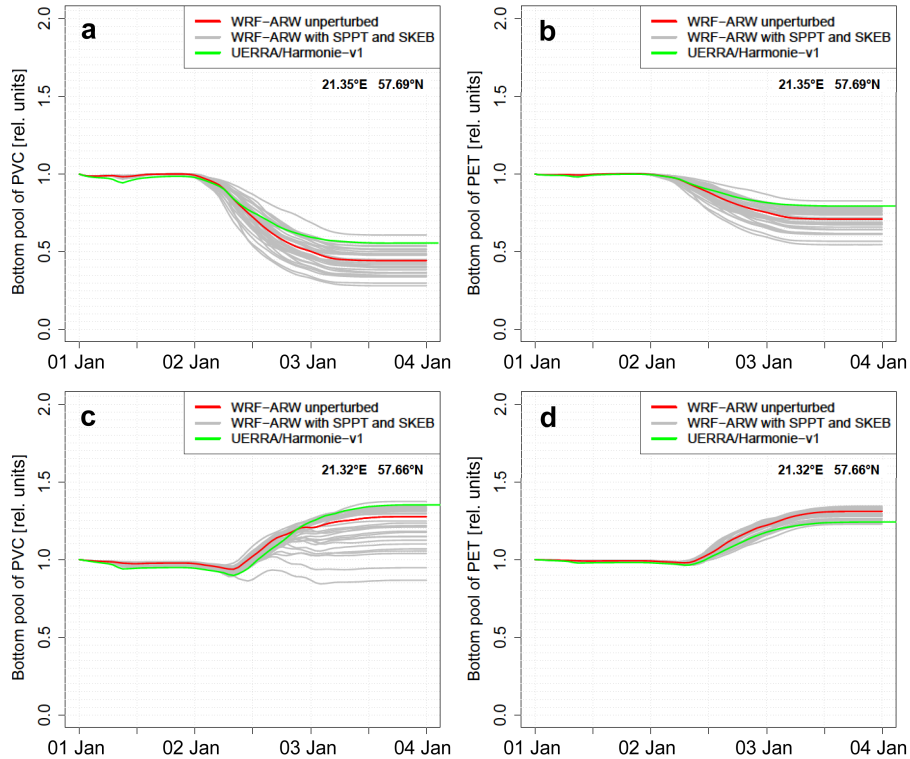 a
WRF−ARW unperturbed
WRF−ARW with SPPT and SKEB
UERRA/Harmonie−v1
21.35°E 57.69°N
Bottom pool of PVC [rel. units]
2.0
1.5
1.0
0.5
0.0
01 Jan
02 Jan
03 Jan
04 Jan
b
WRF−ARW unperturbed
WRF−ARW with SPPT and SKEB
UERRA/Harmonie−v1
21.35°E 57.69°N
Bottom pool of PET [rel. units]
2.0
1.5
1.0
0.5
0.0
01 Jan
02 Jan
03 Jan
04 Jan
c
WRF−ARW unperturbed
WRF−ARW with SPPT and SKEB
UERRA/Harmonie−v1
21.32°E 57.66°N
Bottom pool of PVC [rel. units]
2.0
1.5
1.0
0.5
0.0
01 Jan
02 Jan
03 Jan
04 Jan
d
WRF−ARW unperturbed
WRF−ARW with SPPT and SKEB
UERRA/Harmonie−v1
21.32°E 57.66°N
Bottom pool of PET [rel. units]
2.0
1.5
1.0
0.5
0.0
01 Jan
02 Jan
03 Jan
04 Jan